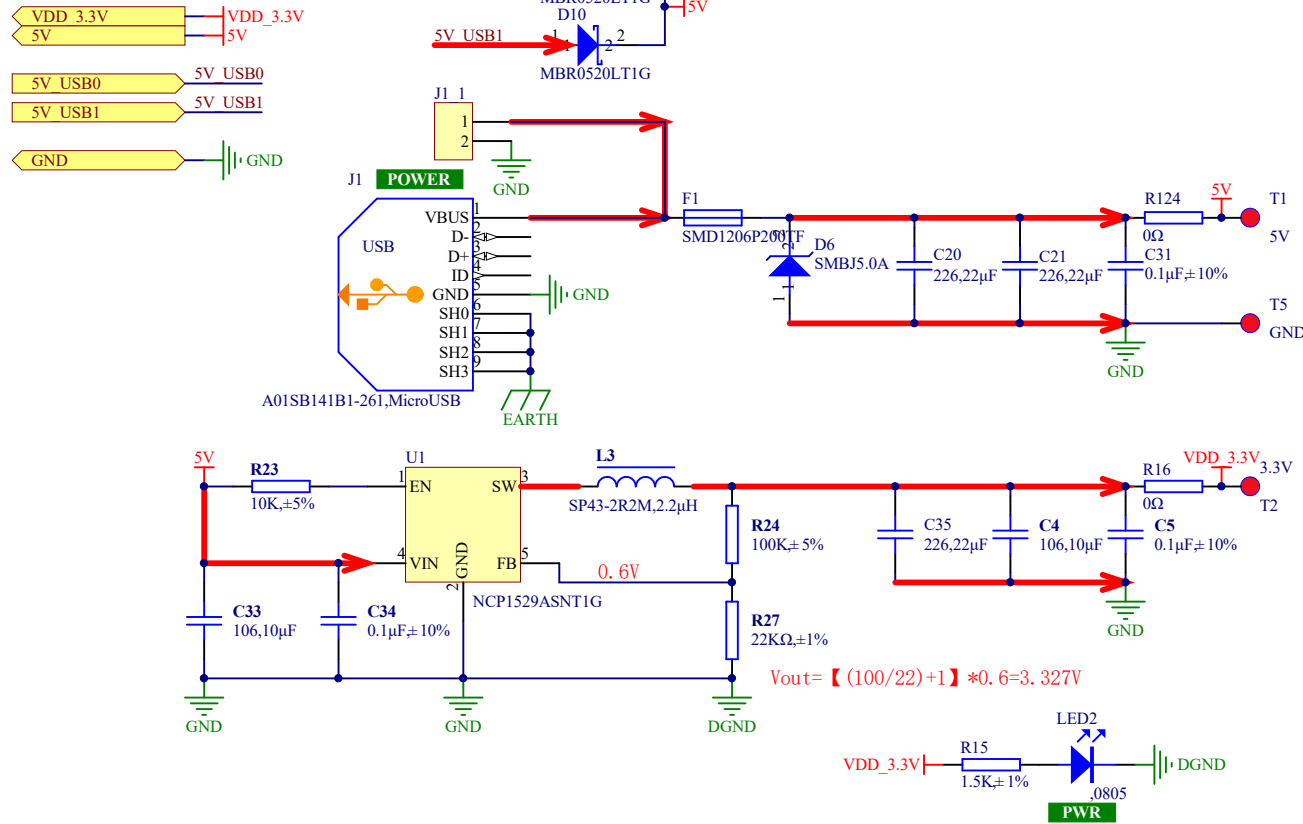 MBR0520LT1G
D10
5V
VDD_3.3V
VDD_3.3V
5V
5V
5V_USB1
1
1
2
2
MBR0520LT1G
5V_USB0
5V_USB0
5V_USB1
5V_USB1
GND
GND
J1_1
1
2
GND
J1
POWER
USB
VBUS
1
D-
2
D+
3
ID
4
GND
5
GND
SH0
6
SH1
7
SH2
8
SH3
9
A01SB141B1-261,MicroUSB
EARTH
F1
SMD1206P200TF
D6
SMBJ5.0A
2
1
1
C20
226,22μF
C21
226,22μF
C31
0.1μF,±10%
R124
0Ω
5V
T1
5V
T5
GND
GND
5V
R23
10K,±5%
U1
1
EN
SW
3
4
VIN
GND
2
FB
5
NCP1529ASNT1G
L3
SP43-2R2M,2.2μH
0.6V
R24
100K,±5%
R27
22KΩ,±1%
C33
106,10μF
C34
0.1μF,±10%
GND
GND
DGND
C35
226,22μF
C4
106,10μF
C5
0.1μF,±10%
R16
0Ω
VDD_3.3V
3.3V
T2
GND
Vout=【(100/22)+1】*0.6=3.327V
LED2
VDD_3.3V
R15
1.5K,±1%
,0805
DGND
PWR